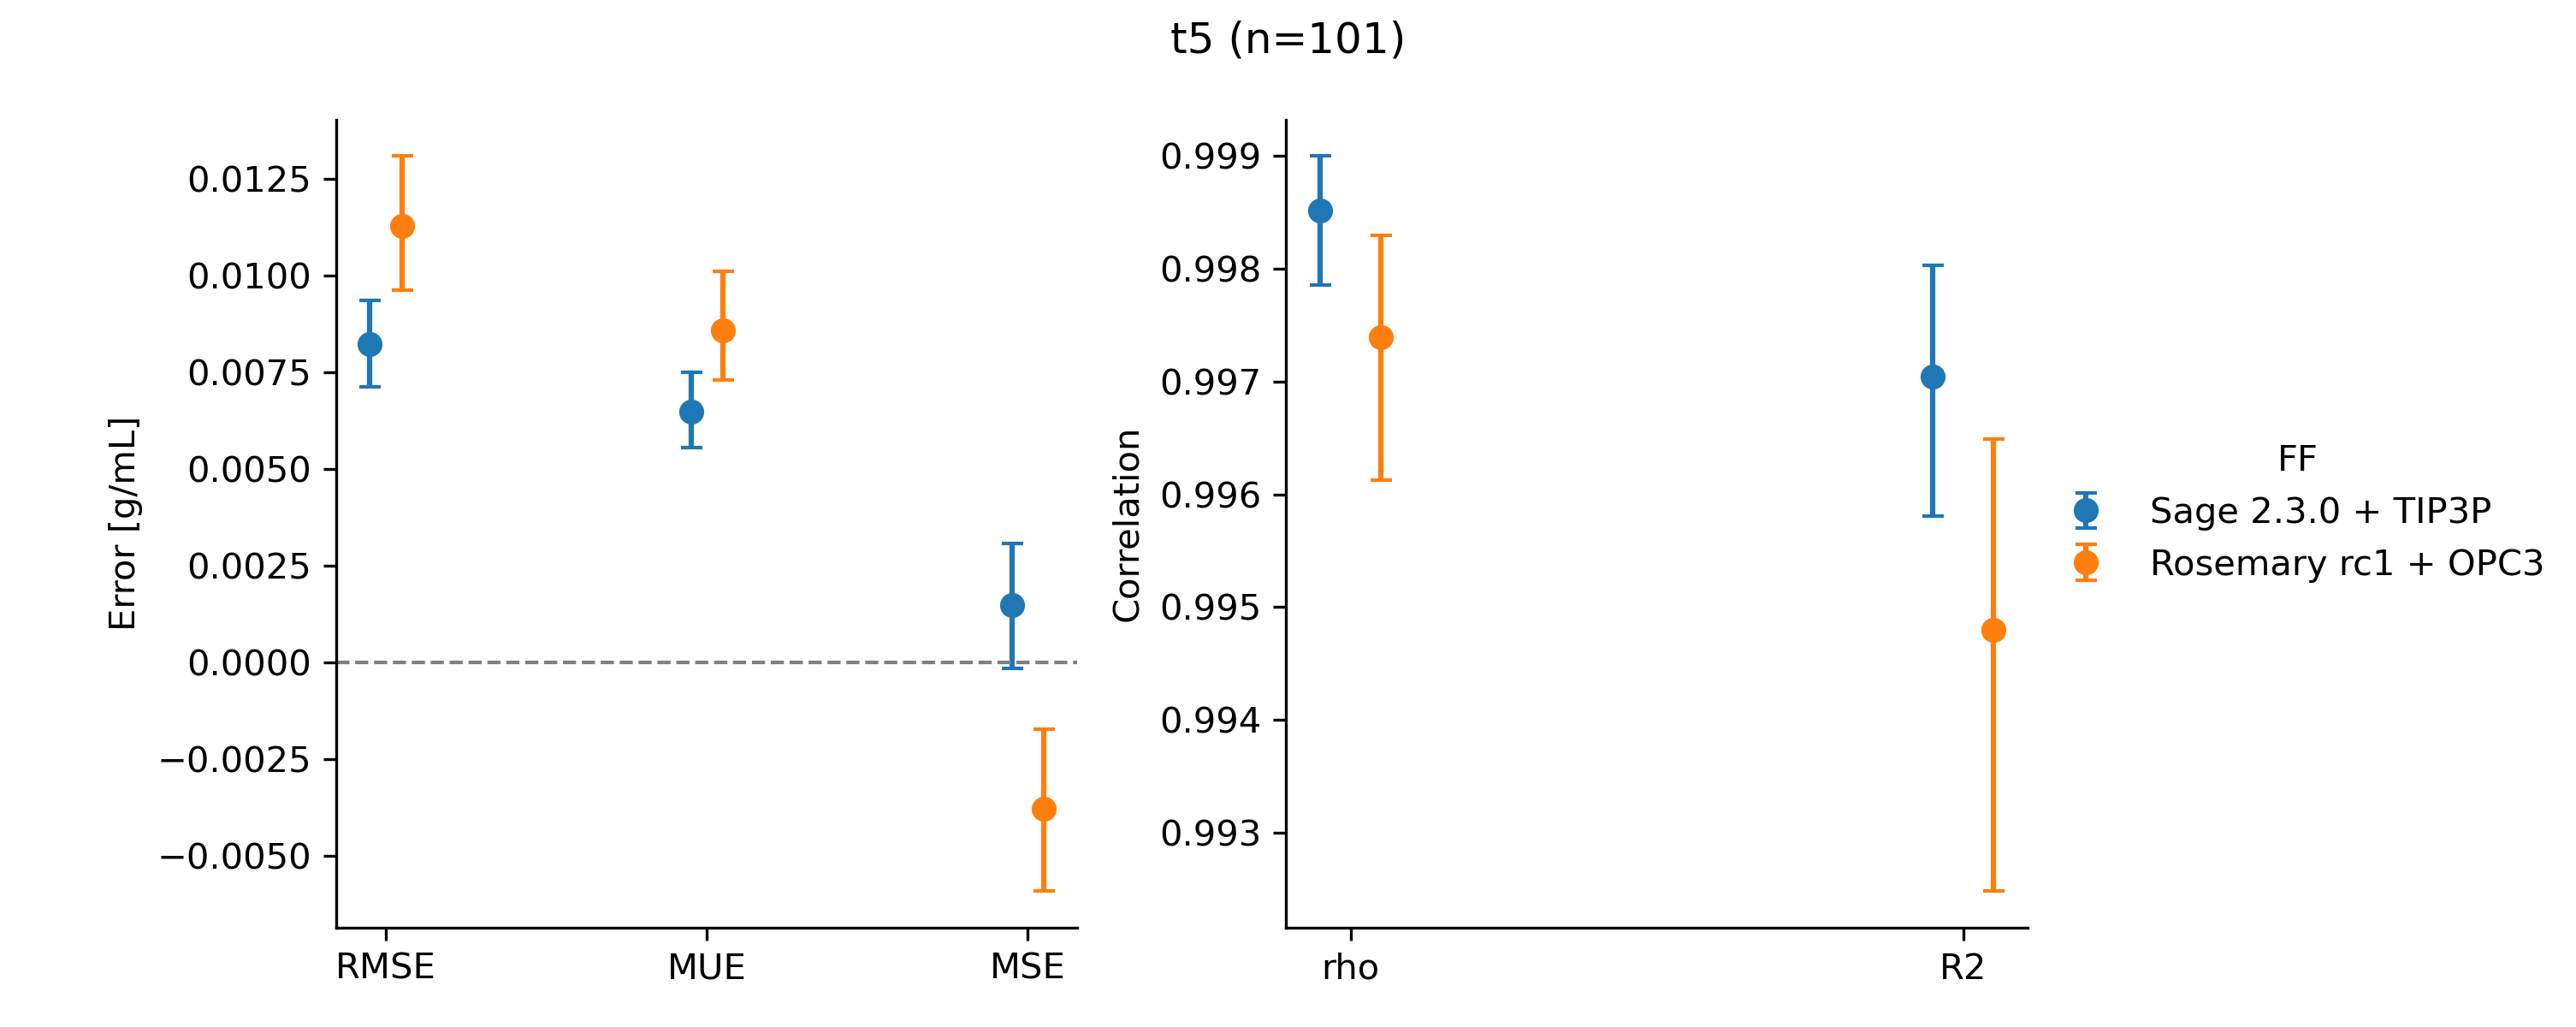 t5 (n=101)
Error [g/mL]
0.0125
0.0100
0.0075
0.0050
0.0025
0.0000
−0.0025
−0.0050
RMSE
MUE
MSE
Correlation
0.999
0.998
0.997
0.996
0.995
0.994
0.993
rho
R2
FF
Sage 2.3.0 + TIP3P
Rosemary rc1 + OPC3